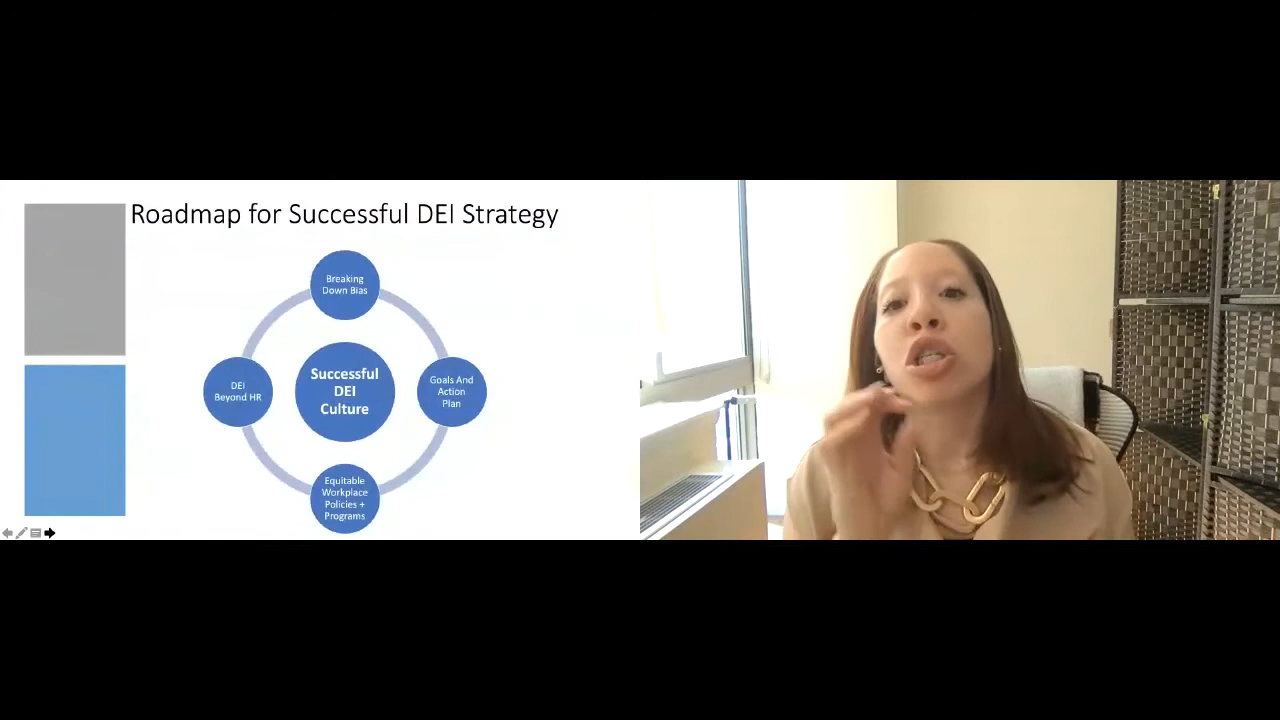 Roadmap for Successful DEI Strategy
Breaking
Down Bias
DEI
Beyond HR
Successful
DEI
Culture
Goals And
Action
Plan
Equitable
Workplace
Policies +
Programs